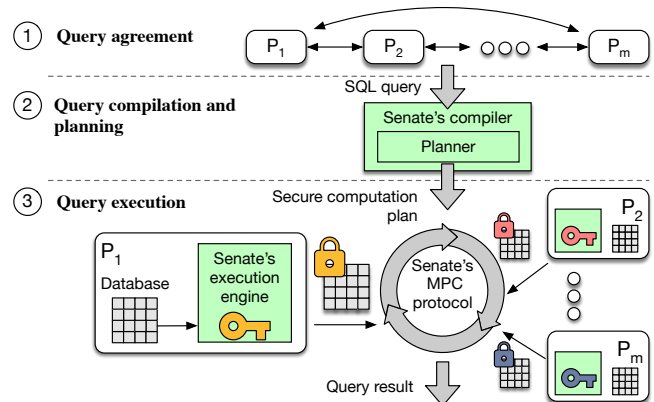 1 Query agreement
P1 P2 Pm
SQL query
2 Query compilation and
planning
Senate's compiler
Planner
3 Query execution
Secure computation
plan
P1
Database
Senate's
execution
engine
Senate's
MPC
protocol
P2
Pm
Query result